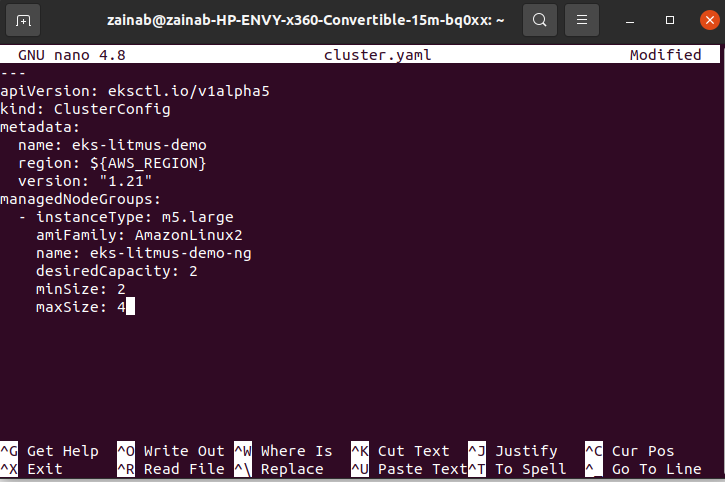 zainab@zainab-HP-ENVY-x360-Convertible-15m-bq0xx: ~
GNU nano 4.8 cluster.yaml Modified
---
apiVersion: eksctl.io/v1alpha5
kind: ClusterConfig
metadata:
  name: eks-litmus-demo
  region: ${AWS_REGION}
  version: "1.21"
managedNodeGroups:
  - instanceType: m5.large
    amiFamily: AmazonLinux2
    name: eks-litmus-demo-ng
    desiredCapacity: 2
    minSize: 2
    maxSize: 4
^G Get Help ^O Write Out ^W Where Is ^K Cut Text ^J Justify ^C Cur Pos
^X Exit ^R Read File ^\ Replace ^U Paste Text ^T To Spell ^_ Go To Line